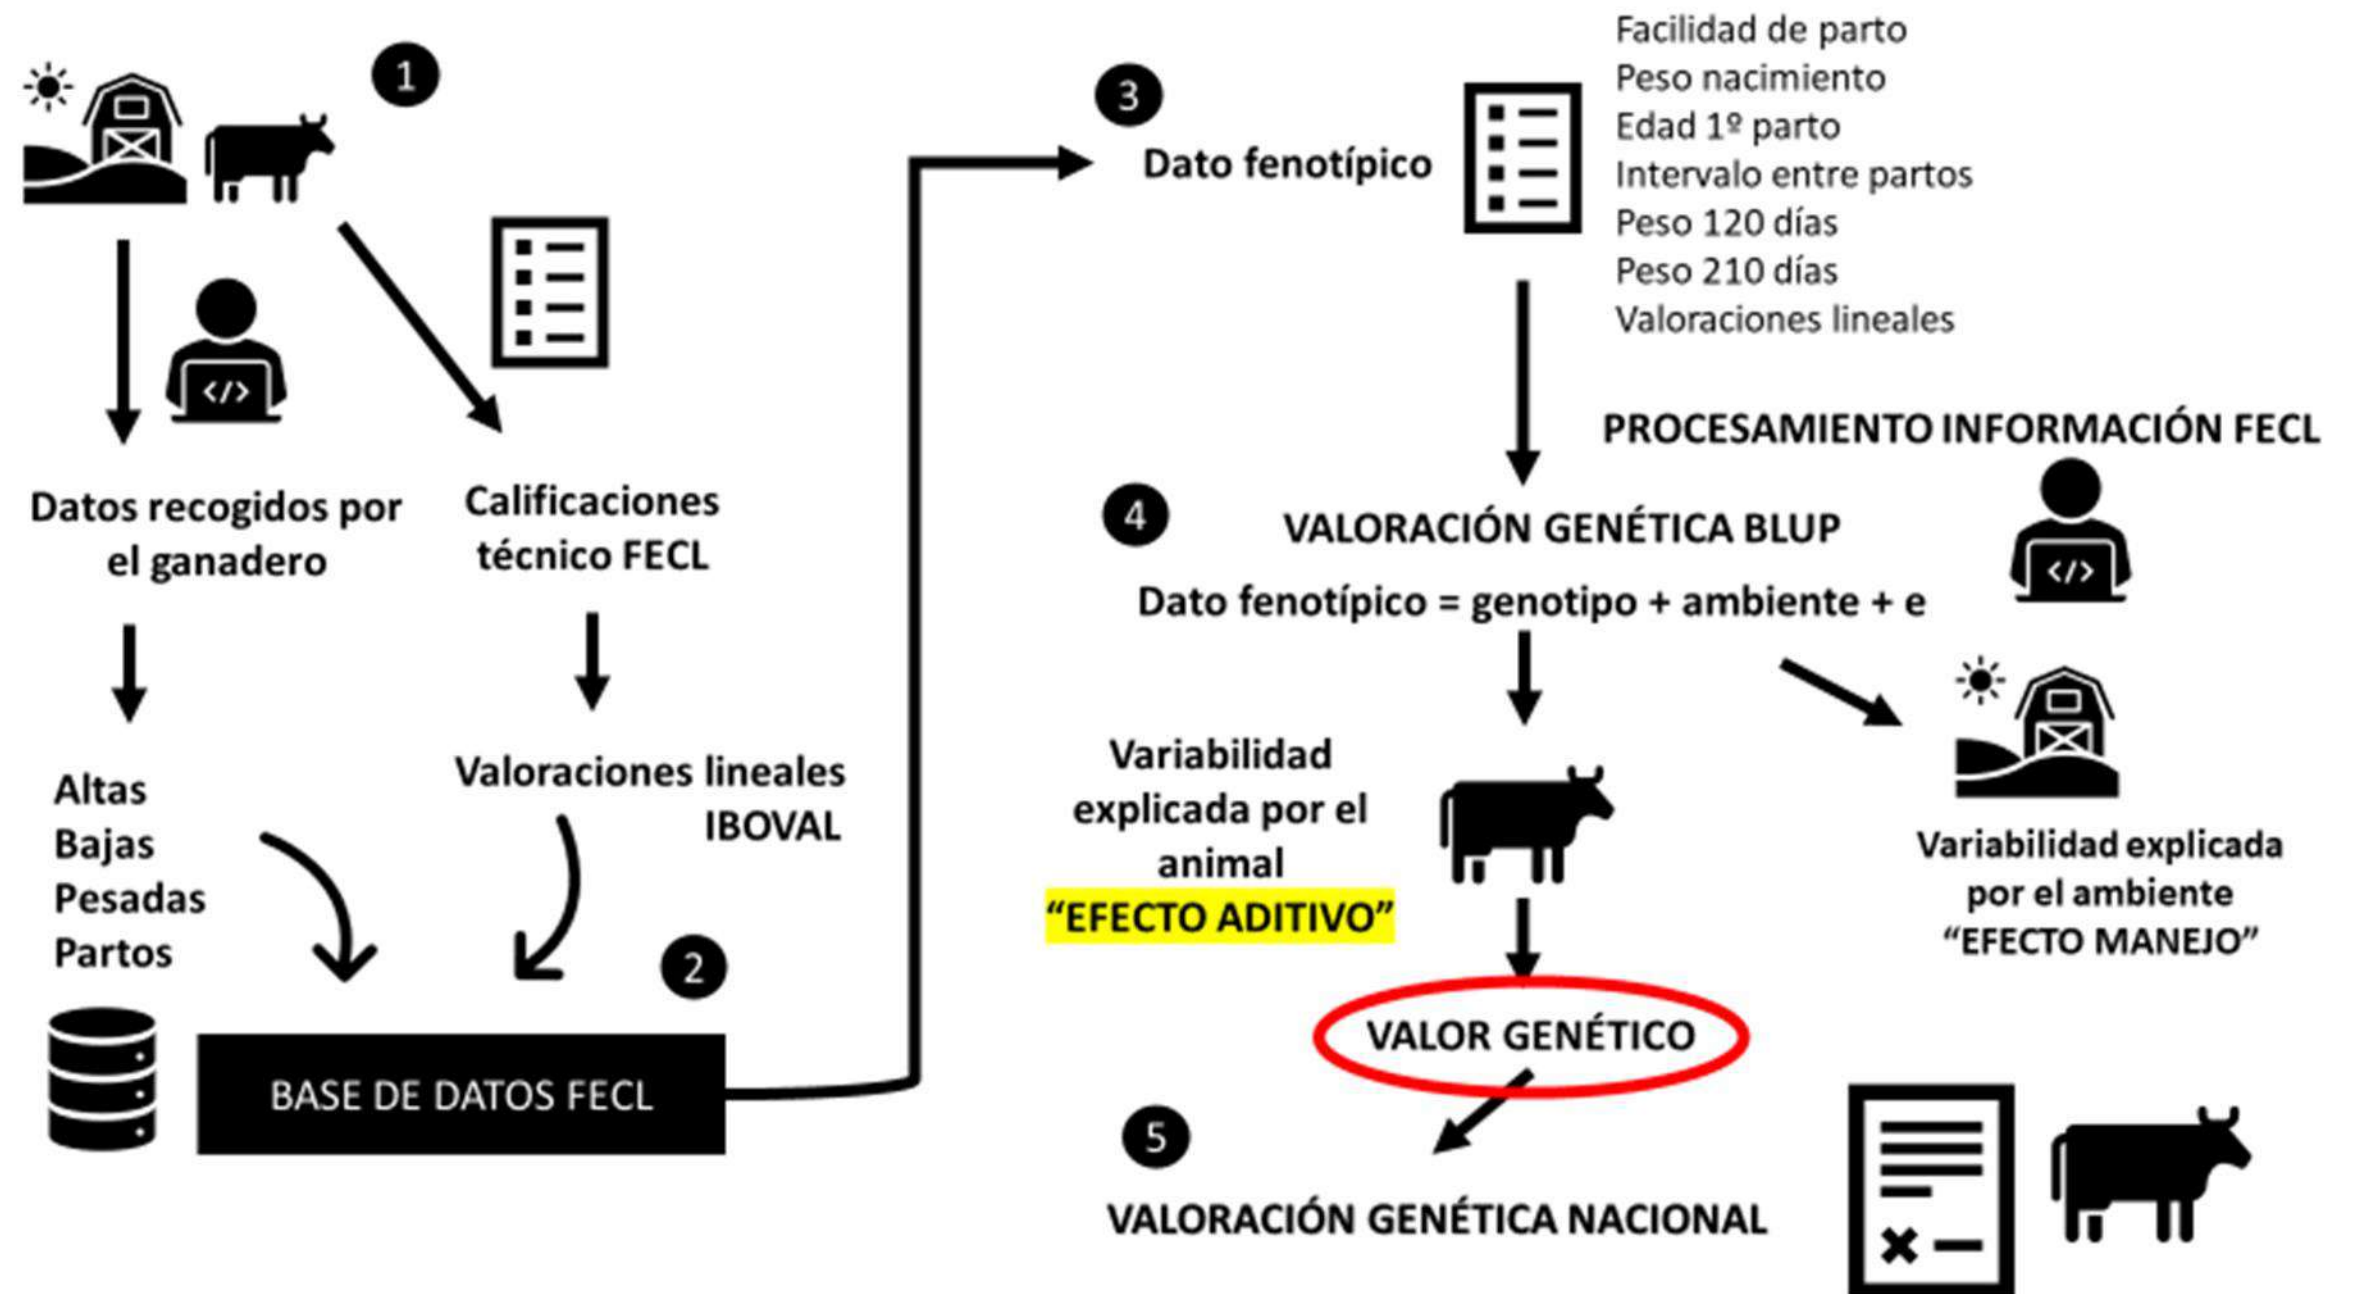 1
</>
Datos recogidos por
el ganadero
Calificaciones
técnico FECL
Altas
Bajas
Pesadas
Partos
Valoraciones lineales
IBOVAL
2
BASE DE DATOS FECL
3
Dato fenotípico
Facilidad de parto
Peso nacimiento
Edad 1º parto
Intervalo entre partos
Peso 120 días
Peso 210 días
Valoraciones lineales
PROCESAMIENTO INFORMACIÓN FECL
</>
4
VALORACIÓN GENÉTICA BLUP
Dato fenotípico = genotipo + ambiente + e
Variabilidad
explicada por el
animal
“EFECTO ADITIVO”
Variabilidad explicada
por el ambiente
“EFECTO MANEJO”
VALOR GENÉTICO
5
VALORACIÓN GENÉTICA NACIONAL